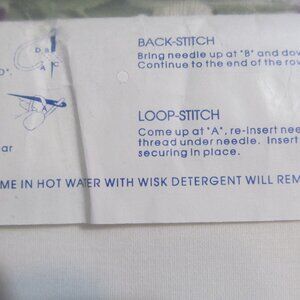 D B
A C
BACK-STITCH
D".
Bring needle up at "B" and dow
Continue to the end of the row
LOOP-STITCH
Come up at "A", re-insert nee
ar
thread under needle. Insert
securing in place.
ME IN HOT WATER WITH WISK DETERGENT WILL REM